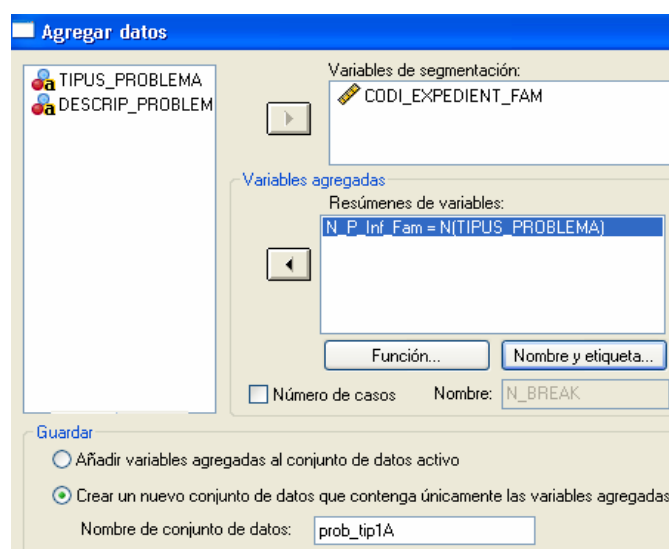 Agregar datos
TIPUS_PROBLEMA
DESCRIP_PROBLEM
Variables de segmentación:
CODI_EXPEDIENT_FAM
Variables agregadas
Resúmenes de variables:
N_P_Inf_Fam = N(TIPUS_PROBLEMA)
Función...
Nombre y etiqueta...
Número de casos
Nombre:
N_BREAK
Guardar
Añadir variables agregadas al conjunto de datos activo
Crear un nuevo conjunto de datos que contenga únicamente las variables agregadas
Nombre de conjunto de datos:
prob_tip1A